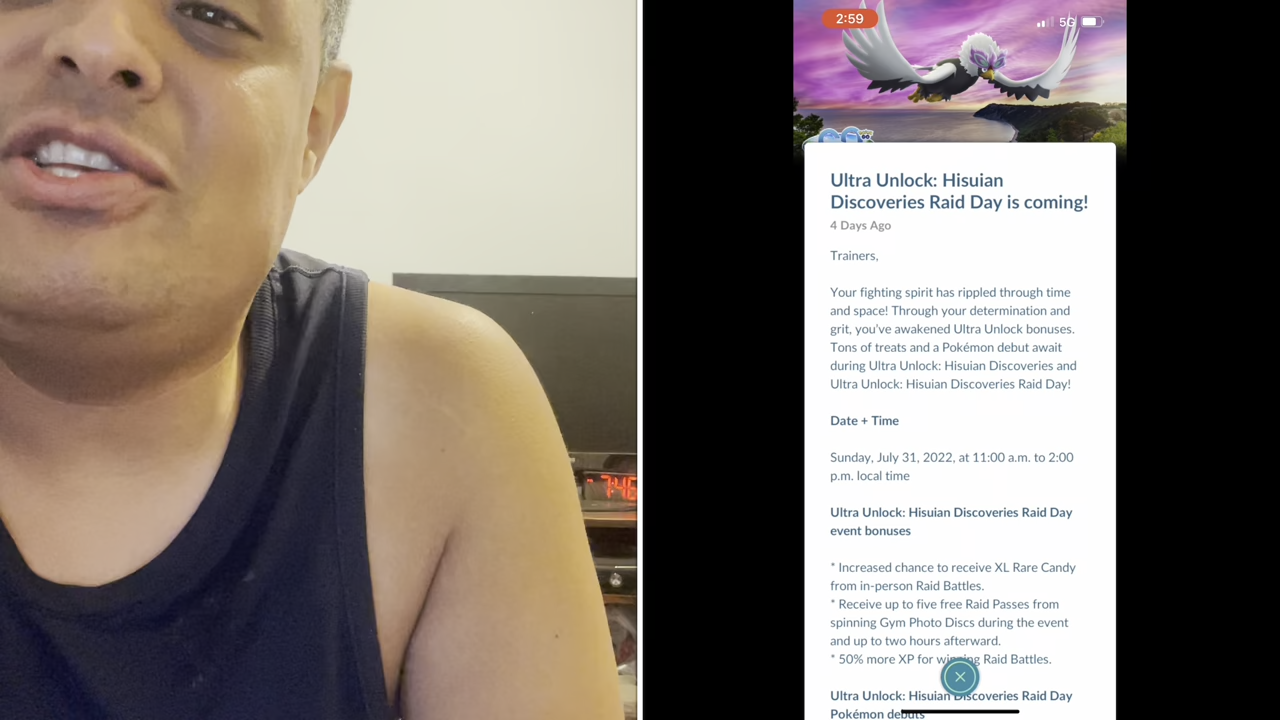 2:59
5G
Ultra Unlock: Hisuian
Discoveries Raid Day is coming!
4 Days Ago
Trainers,
Your fighting spirit has rippled through time
and space! Through your determination and
grit, you've awakened Ultra Unlock bonuses.
Tons of treats and a Pokémon debut await
during Ultra Unlock: Hisuian Discoveries and
Ultra Unlock: Hisuian Discoveries Raid Day!
Date + Time
Sunday, July 31, 2022, at 11:00 a.m. to 2:00
p.m. local time
Ultra Unlock: Hisuian Discoveries Raid Day
event bonuses
* Increased chance to receive XL Rare Candy
from in-person Raid Battles.
* Receive up to five free Raid Passes from
spinning Gym Photo Discs during the event
and up to two hours afterward.
* 50% more XP for winning Raid Battles.
Ultra Unlock: Hisuian Discoveries Raid Day
Pokémon debuts